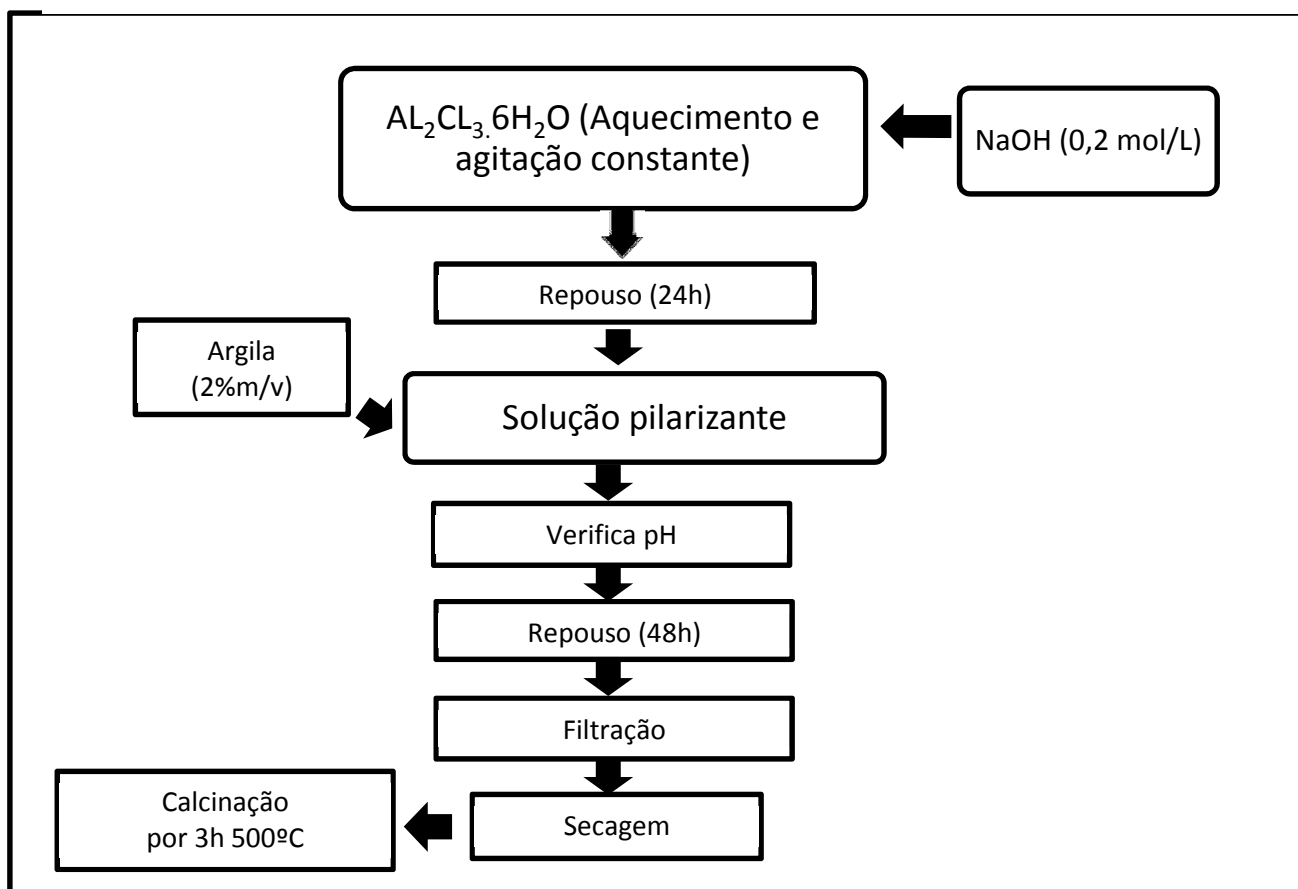 AL₂CL₃.6H₂O (Aquecimento e
agitação constante)
NaOH (0,2 mol/L)
Repouso (24h)
Argila
(2%m/v)
Solução pilarizante
Verifica pH
Repouso (48h)
Filtração
Secagem
Calcinação
por 3h 500ºC